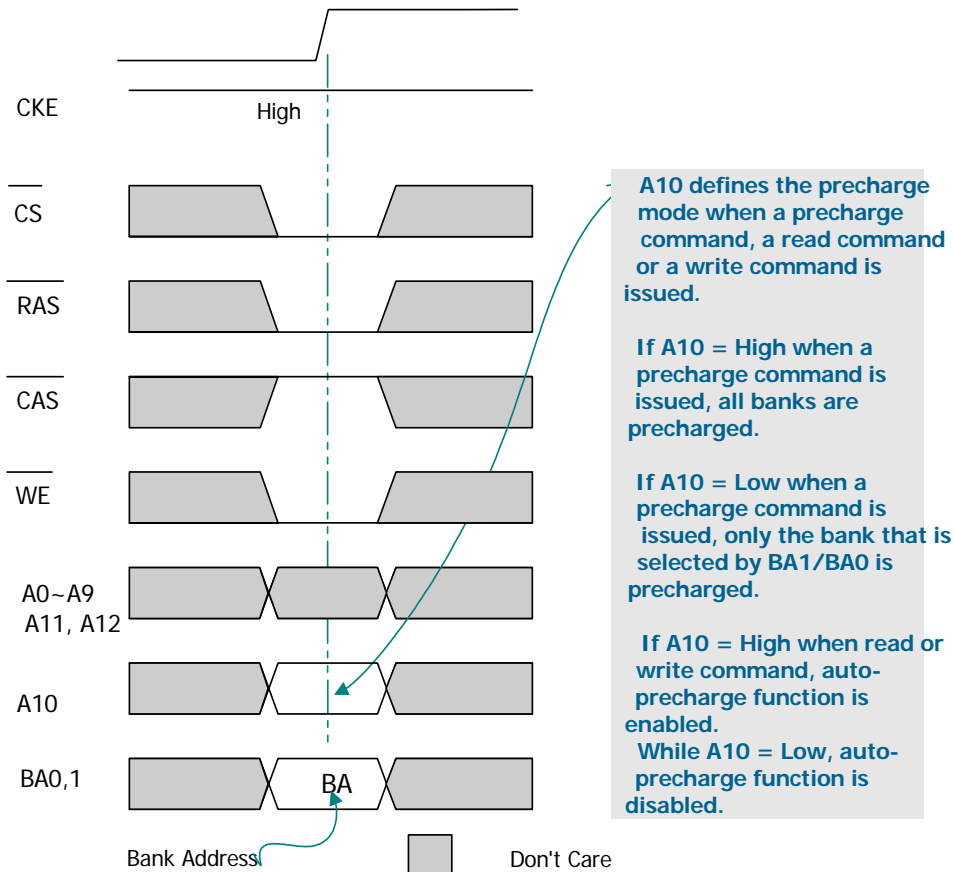 CKE
High
CS
RAS
CAS
WE
A0~A9
A11, A12
A10
BA0,1
BA
Bank Address
Don't Care
A10 defines the precharge
mode when a precharge
command, a read command
or a write command is
issued.
If A10 = High when a
precharge command is
issued, all banks are
precharged.
If A10 = Low when a
precharge command is
issued, only the bank that is
selected by BA1/BA0 is
precharged.
If A10 = High when read or
write command, auto-
precharge function is
enabled.
While A10 = Low, auto-
precharge function is
disabled.